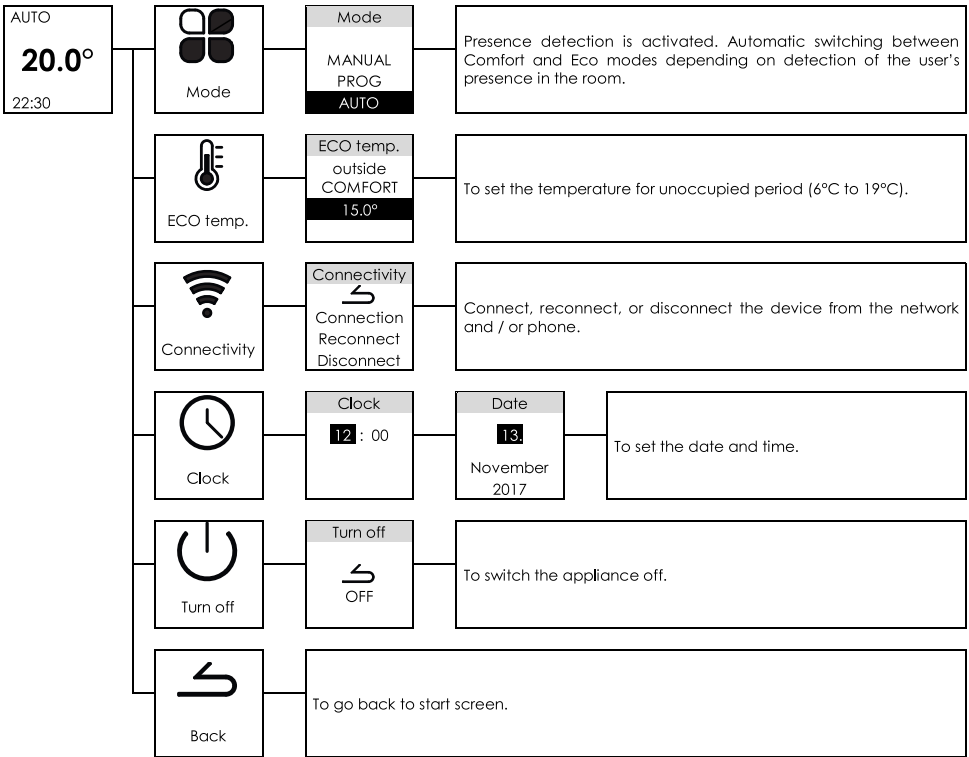 AUTO
20.0°
22:30
Mode
Mode
MANUAL
PROG
AUTO
Presence detection is activated. Automatic switching between
Comfort and Eco modes depending on detection of the user's
presence in the room.
ECO temp.
ECO temp.
outside
COMFORT
15.0°
To set the temperature for unoccupied period (6°C to 19°C).
Connectivity
Connectivity
Connection
Reconnect
Disconnect
Connect, reconnect, or disconnect the device from the network
and / or phone.
Clock
Clock
12 : 00
Date
13.
November
2017
To set the date and time.
Turn off
Turn off
OFF
To switch the appliance off.
Back
To go back to start screen.